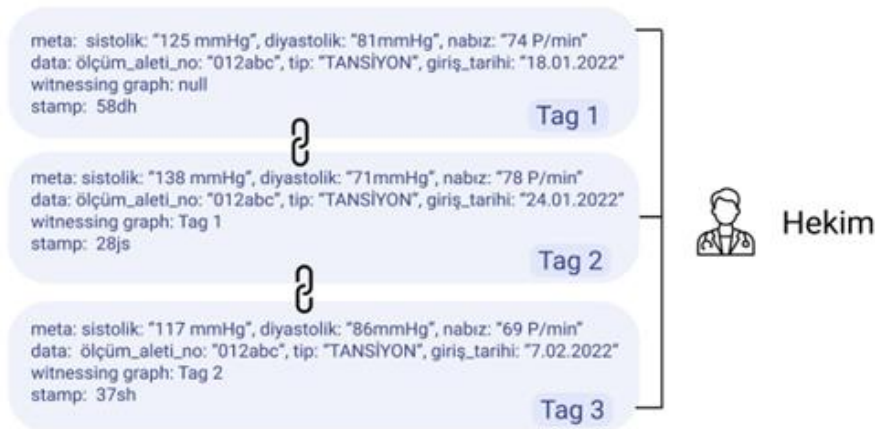 meta: sistolik: “125 mmHg”, diyastolik: “81mmHg”, nabız: “74 P/min”
data: ölçüm_aleti_no: “012abc”, tip: “TANSİYON”, giriş_tarihi: “18.01.2022”
witnessing graph: null
stamp: 58dh
Tag 1
meta: sistolik: “138 mmHg”, diyastolik: “71mmHg”, nabız: “78 P/min”
data: ölçüm_aleti_no: “012abc”, tip: “TANSİYON”, giriş_tarihi: “24.01.2022”
witnessing graph: Tag 1
stamp: 28js
Tag 2
Hekim
meta: sistolik: “117 mmHg”, diyastolik: “86mmHg”, nabız: “69 P/min”
data: ölçüm_aleti_no: “012abc”, tip: “TANSİYON”, giriş_tarihi: “7.02.2022”
witnessing graph: Tag 2
stamp: 37sh
Tag 3